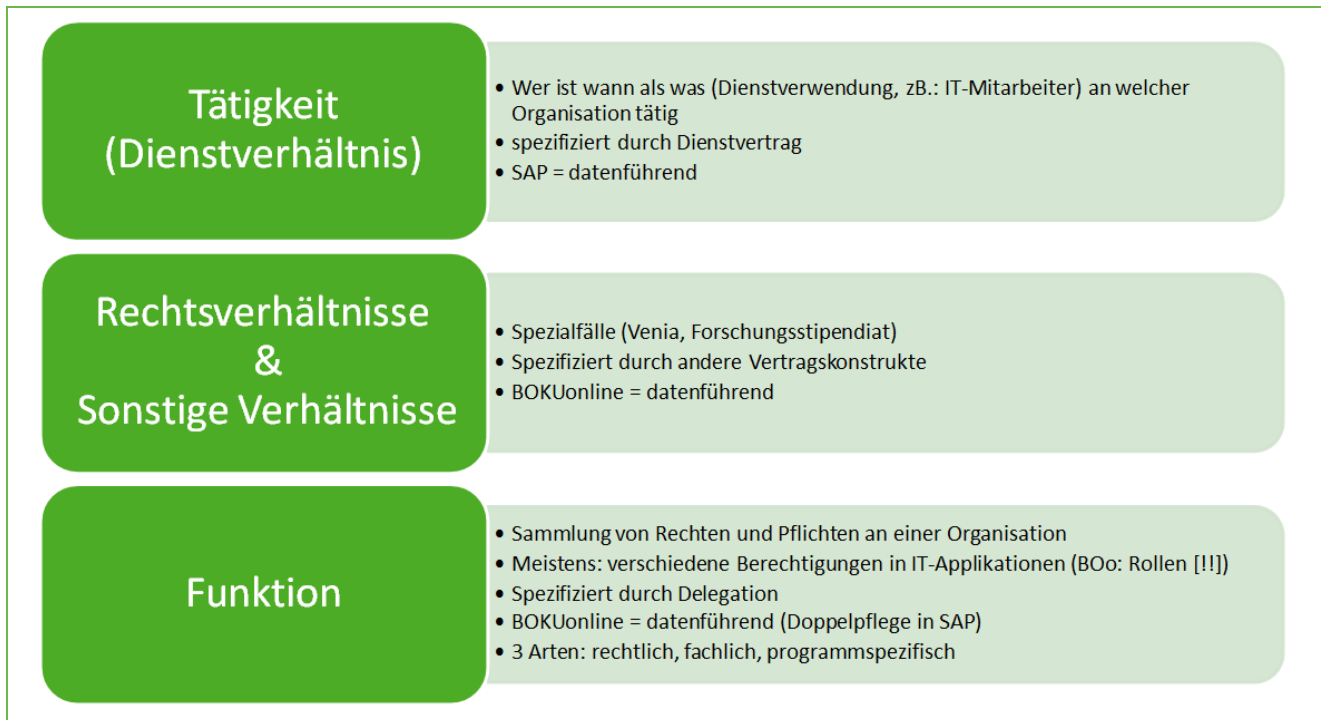 Tätigkeit
(Dienstverhältnis)
• Wer ist wann als was (Dienstverwendung, zB.: IT-Mitarbeiter) an welcher
Organisation tätig
• spezifiziert durch Dienstvertrag
• SAP = datenführend
Rechtsverhältnisse
&
Sonstige Verhältnisse
• Spezialfälle (Venia, Forschungsstipendiat)
• Spezifiziert durch andere Vertragskonstrukte
• BOKUonline = datenführend
Funktion
• Sammlung von Rechten und Pflichten an einer Organisation
• Meistens: verschiedene Berechtigungen in IT-Applikationen (BOo: Rollen [!!])
• Spezifiziert durch Delegation
• BOKUonline = datenführend (Doppelpflege in SAP)
• 3 Arten: rechtlich, fachlich, programmspezifisch